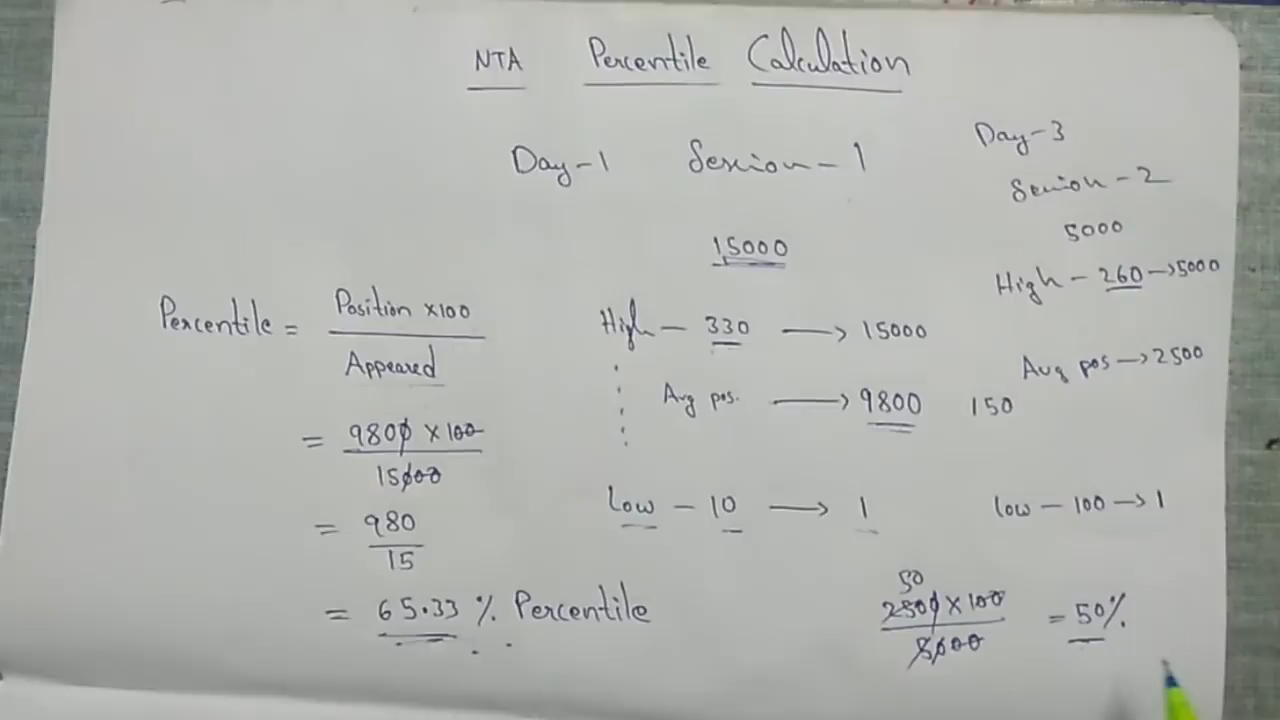 NTA Percentile Calculation
Day-1 Session-1
15000
Percentile = Position x100
Appeared
= 9800 x 100
15000
= 980
15
= 65.33 % Percentile
High - 330 → 15000
Avg pos. → 9800 150
Low - 10 → 1
Day-3
Session-2
5000
High - 260 → 5000
Avg pos → 2500
Low - 100 → 1
50
2500 x 100 = 50%
5000